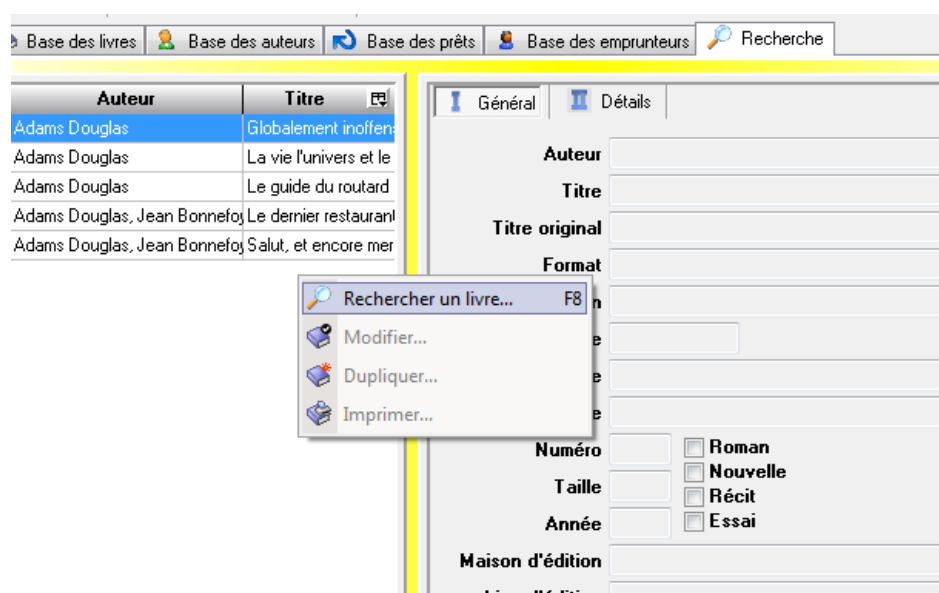 Base des livres Base des auteurs Base des prêts Base des emprunteurs Recherche
Auteur Titre
Adams Douglas Globalement inoffen
Adams Douglas La vie l'univers et le
Adams Douglas Le guide du routard
Adams Douglas, Jean Bonnefoy Le dernier restaurant
Adams Douglas, Jean Bonnefoy Salut, et encore mer
I Général II Détails
Auteur
Titre
Titre original
Format
n
e
e
e
Numéro
Taille
Année
Maison d'édition
Roman
Nouvelle
Récit
Essai
Rechercher un livre... F8
Modifier...
Dupliquer...
Imprimer...